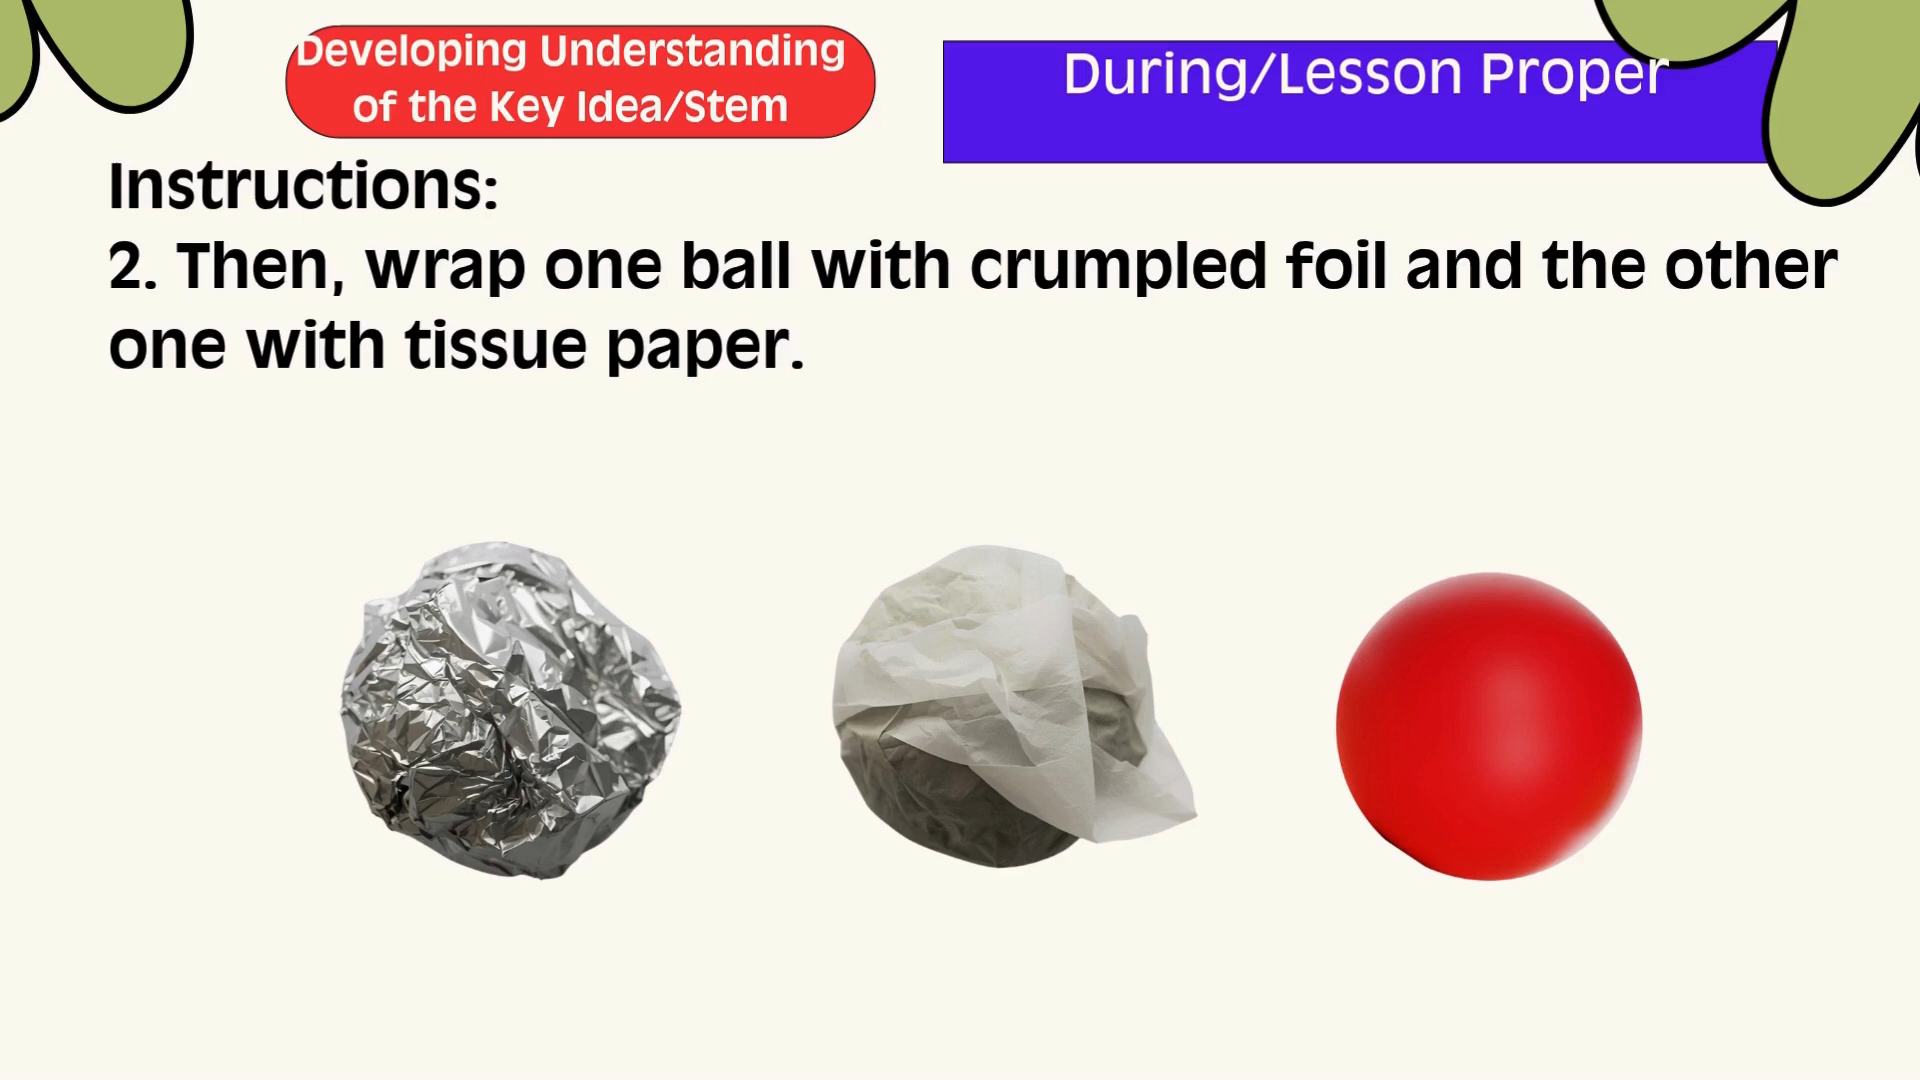 Developing Understanding
of the Key Idea/Stem
During/Lesson Proper
Instructions:
2. Then, wrap one ball with crumpled foil and the other
one with tissue paper.